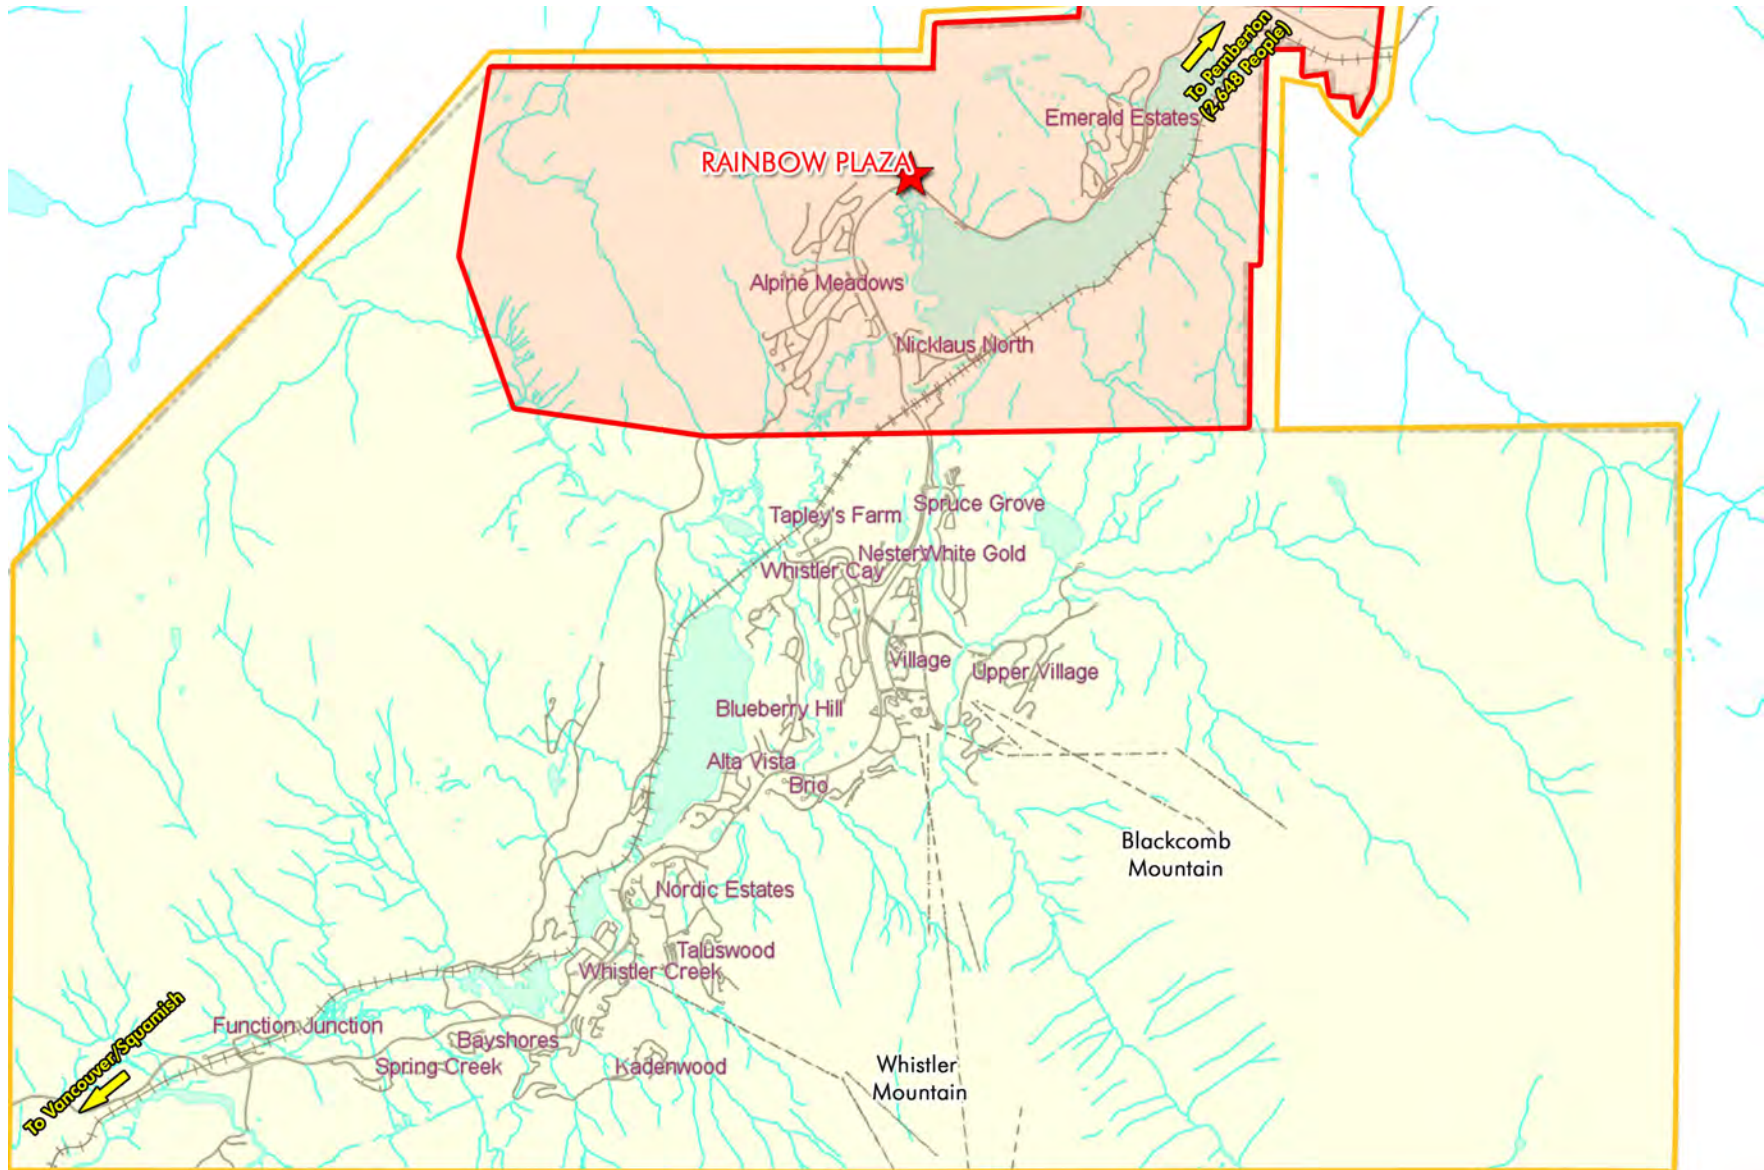 To Pemberton
(2,648 People)
Emerald Estates
RAINBOW PLAZA
Alpine Meadows
Nicklaus North
Spruce Grove
Tapley's Farm
Nester
White Gold
Whistler Cay
Village
Upper Village
Blueberry Hill
Alta Vista
Brio
Blackcomb
Mountain
Nordic Estates
Taluswood
Whistler Creek
Function Junction
Bayshores
Spring Creek
Kadenwood
Whistler
Mountain
To Vancouver/Squamish